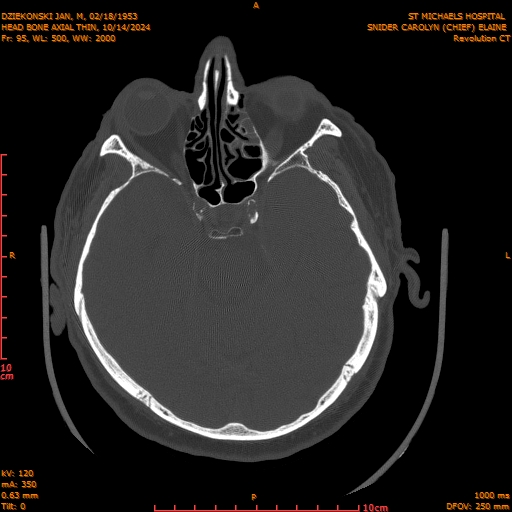 DZIEKONSKI JAN, M, 02/18/1953
HEAD BONE AXIAL THIN, 10/14/2024
Fr: 95, WL: 500, WW: 2000
A
ST MICHAELS HOSPITAL
SNIDER CAROLYN (CHIEF) ELAINE
Revolution CT
R
L
10
cm
kV: 120
mA: 350
0.63 mm
Tilt: 0
P
10cm
1000 ms
DFOV: 250 mm